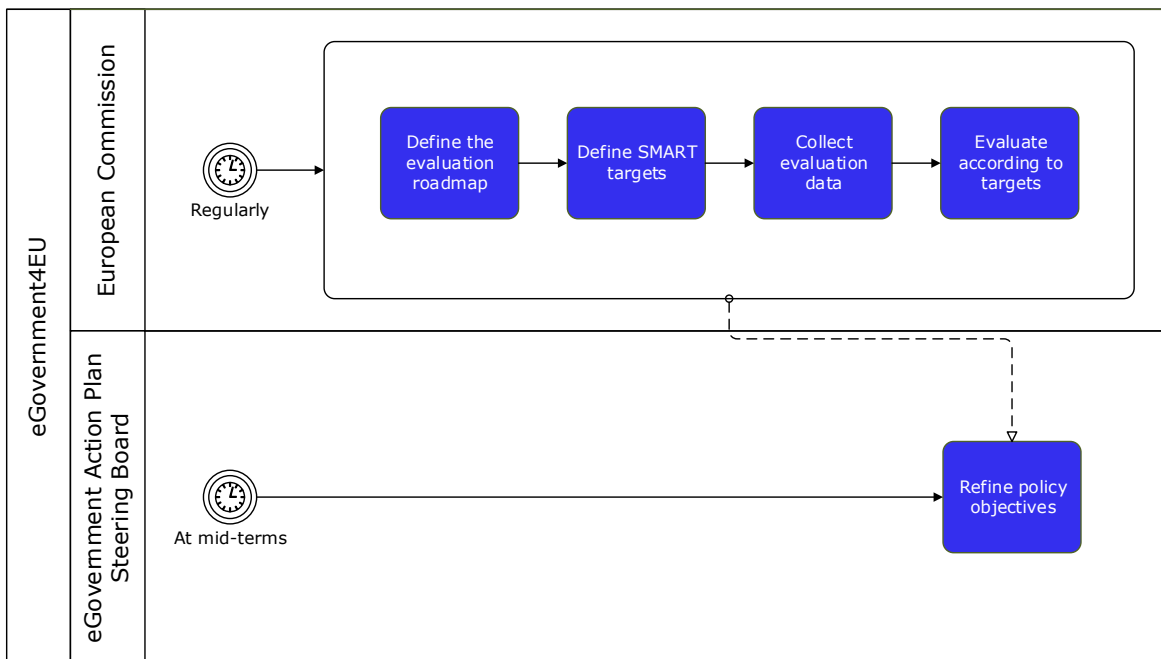 eGovernment4EU
European Commission
Regularly
Define the
evaluation
roadmap
Define SMART
targets
Collect
evaluation
data
Evaluate
according to
targets
eGovernment Action Plan
Steering Board
At mid-terms
Refine policy
objectives